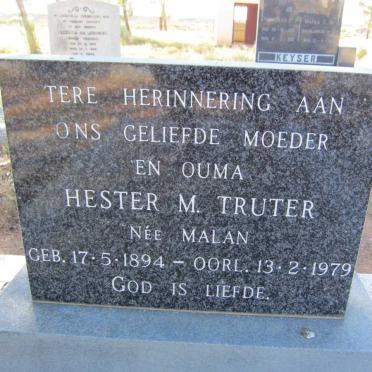 KEYSER
TERE HERINNERING AAN
ONS GELIEFDE MOEDER
EN OUMA
HESTER M. TRUTER
NÉE MALAN
GEB. 17·5·1894 – OORL. 13·2·1979
GOD IS LIEFDE.